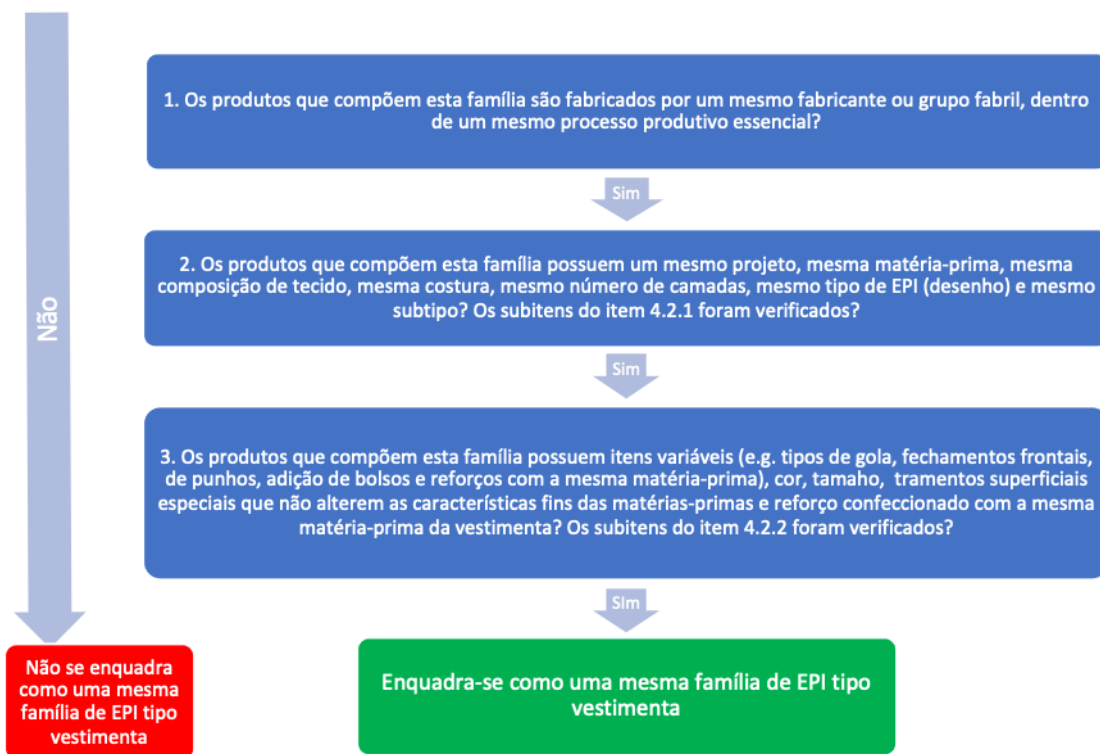 1. Os produtos que compõem esta família são fabricados por um mesmo fabricante ou grupo fabril, dentro
de um mesmo processo produtivo essencial?
Sim
2. Os produtos que compõem esta família possuem um mesmo projeto, mesma matéria-prima, mesma
composição de tecido, mesma costura, mesmo número de camadas, mesmo tipo de EPI (desenho) e mesmo
subtipo? Os subitens do item 4.2.1 foram verificados?
Não
Sim
3. Os produtos que compõem esta família possuem itens variáveis (e.g. tipos de gola, fechamentos frontais,
de punhos, adição de bolsos e reforços com a mesma matéria-prima), cor, tamaho, tramentos superficiais
especiais que não alterem as características fins das matérias-primas e reforço confeccionado com a mesma
matéria-prima da vestimenta? Os subitens do item 4.2.2 foram verificados?
SIm
Não se enquadra
como uma mesma
família de EPI tipo
vestimenta
Enquadra-se como uma mesma família de EPI tipo
vestimenta